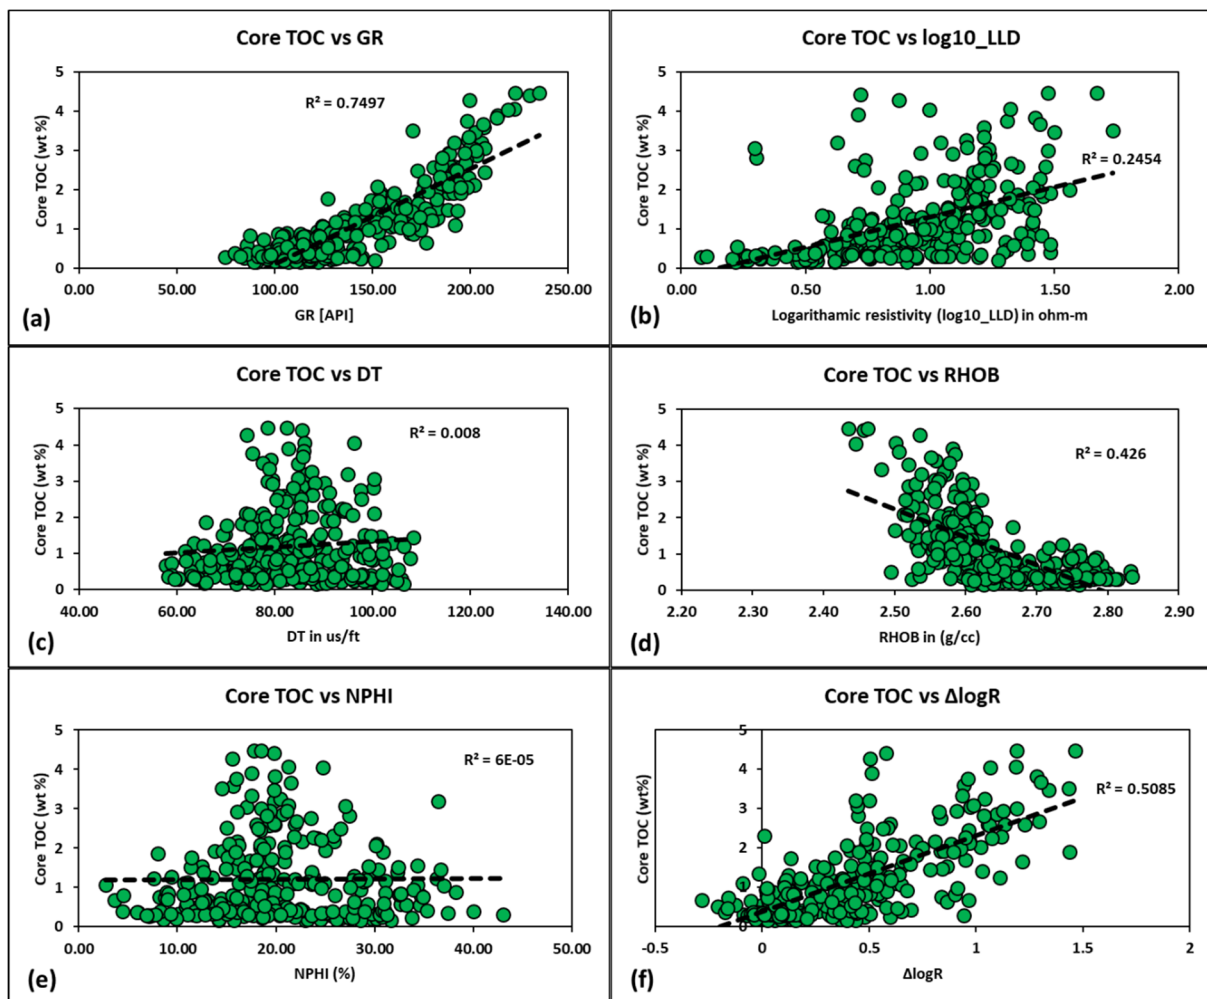 Core TOC vs GR
5
4
3
2
1
0
Core TOC (wt %)
R² = 0.7497
0.00 50.00 100.00 150.00 200.00 250.00
GR [API]
(a)
Core TOC vs log10_LLD
5
4
3
2
1
0
Core TOC (wt %)
R² = 0.2454
0.00 0.50 1.00 1.50 2.00
Logarithamic resistivity (log10_LLD) in ohm-m
(b)
Core TOC vs DT
5
4
3
2
1
0
Core TOC (wt %)
R² = 0.008
40.00 60.00 80.00 100.00 120.00 140.00
DT in us/ft
(c)
Core TOC vs RHOB
5
4
3
2
1
0
Core TOC (wt %)
R² = 0.426
2.20 2.30 2.40 2.50 2.60 2.70 2.80 2.90
RHOB in (g/cc)
(d)
Core TOC vs NPHI
5
4
3
2
1
0
Core TOC (wt %)
R² = 6E-05
0.00 10.00 20.00 30.00 40.00 50.00
NPHI (%)
(e)
Core TOC vs ΔlogR
5
4
3
2
1
0
Core TOC (wt%)
R² = 0.5085
-0.5 0 0.5 1 1.5 2
ΔlogR
(f)